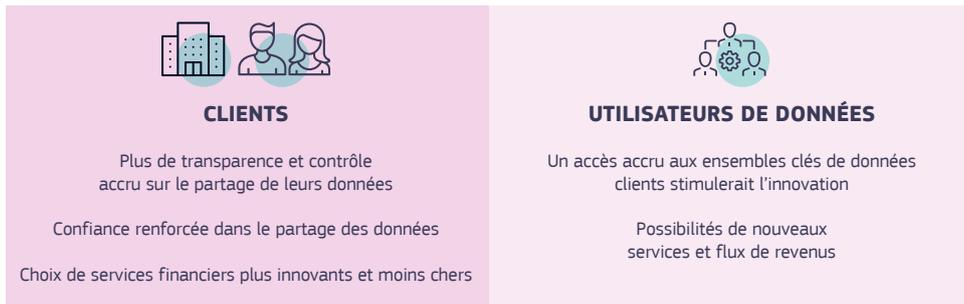 CLIENTS
Plus de transparence et contrôle
accru sur le partage de leurs données
Confiance renforcée dans le partage des données
Choix de services financiers plus innovants et moins chers
UTILISATEURS DE DONNÉES
Un accès accru aux ensembles clés de données
clients stimulerait l'innovation
Possibilités de nouveaux
services et flux de revenus